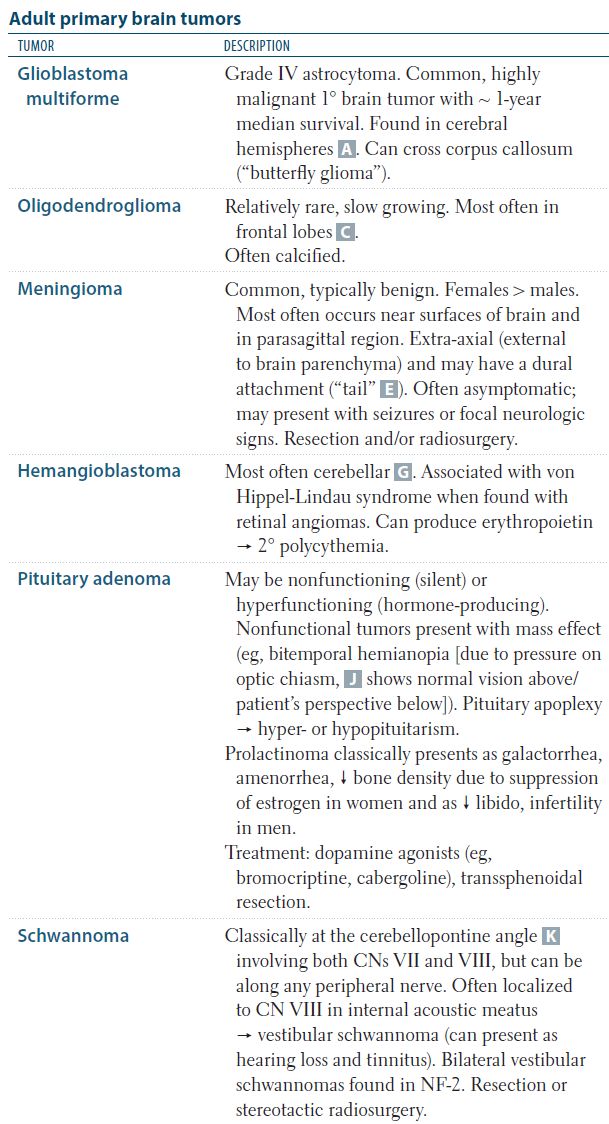 Adult primary brain tumors
TUMOR DESCRIPTION
Glioblastoma multiforme
Grade IV astrocytoma. Common, highly
malignant 1° brain tumor with ~ 1-year
median survival. Found in cerebral
hemispheres A. Can cross corpus callosum
(“butterfly glioma”).
Oligodendroglioma
Relatively rare, slow growing. Most often in
frontal lobes C.
Often calcified.
Meningioma
Common, typically benign. Females > males.
Most often occurs near surfaces of brain and
in parasagittal region. Extra-axial (external
to brain parenchyma) and may have a dural
attachment (“tail” E). Often asymptomatic;
may present with seizures or focal neurologic
signs. Resection and/or radiosurgery.
Hemangioblastoma
Most often cerebellar G. Associated with von
Hippel-Lindau syndrome when found with
retinal angiomas. Can produce erythropoietin
→ 2° polycythemia.
Pituitary adenoma
May be nonfunctioning (silent) or
hyperfunctioning (hormone-producing).
Nonfunctional tumors present with mass effect
(eg, bitemporal hemianopia [due to pressure on
optic chiasm, J shows normal vision above/
patient’s perspective below]). Pituitary apoplexy
→ hyper- or hypopituitarism.
Prolactinoma classically presents as galactorrhea,
amenorrhea, ↓ bone density due to suppression
of estrogen in women and as ↓ libido, infertility
in men.
Treatment: dopamine agonists (eg,
bromocriptine, cabergoline), transsphenoidal
resection.
Schwannoma
Classically at the cerebellopontine angle K
involving both CNs VII and VIII, but can be
along any peripheral nerve. Often localized
to CN VIII in internal acoustic meatus
→ vestibular schwannoma (can present as
hearing loss and tinnitus). Bilateral vestibular
schwannomas found in NF-2. Resection or
stereotactic radiosurgery.